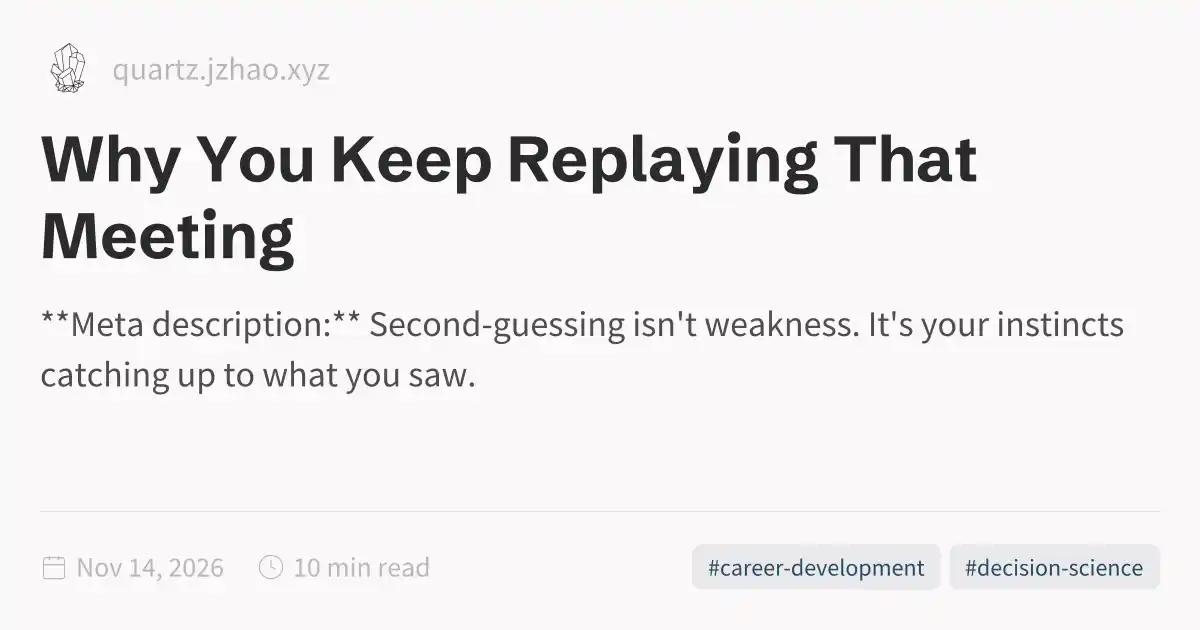 quartz.jzhao.xyz
Why You Keep Replaying That
Meeting
**Meta description:** Second-guessing isn't weakness. It's your instincts
catching up to what you saw.
Nov 14, 2026 10 min read #career-development #decision-science